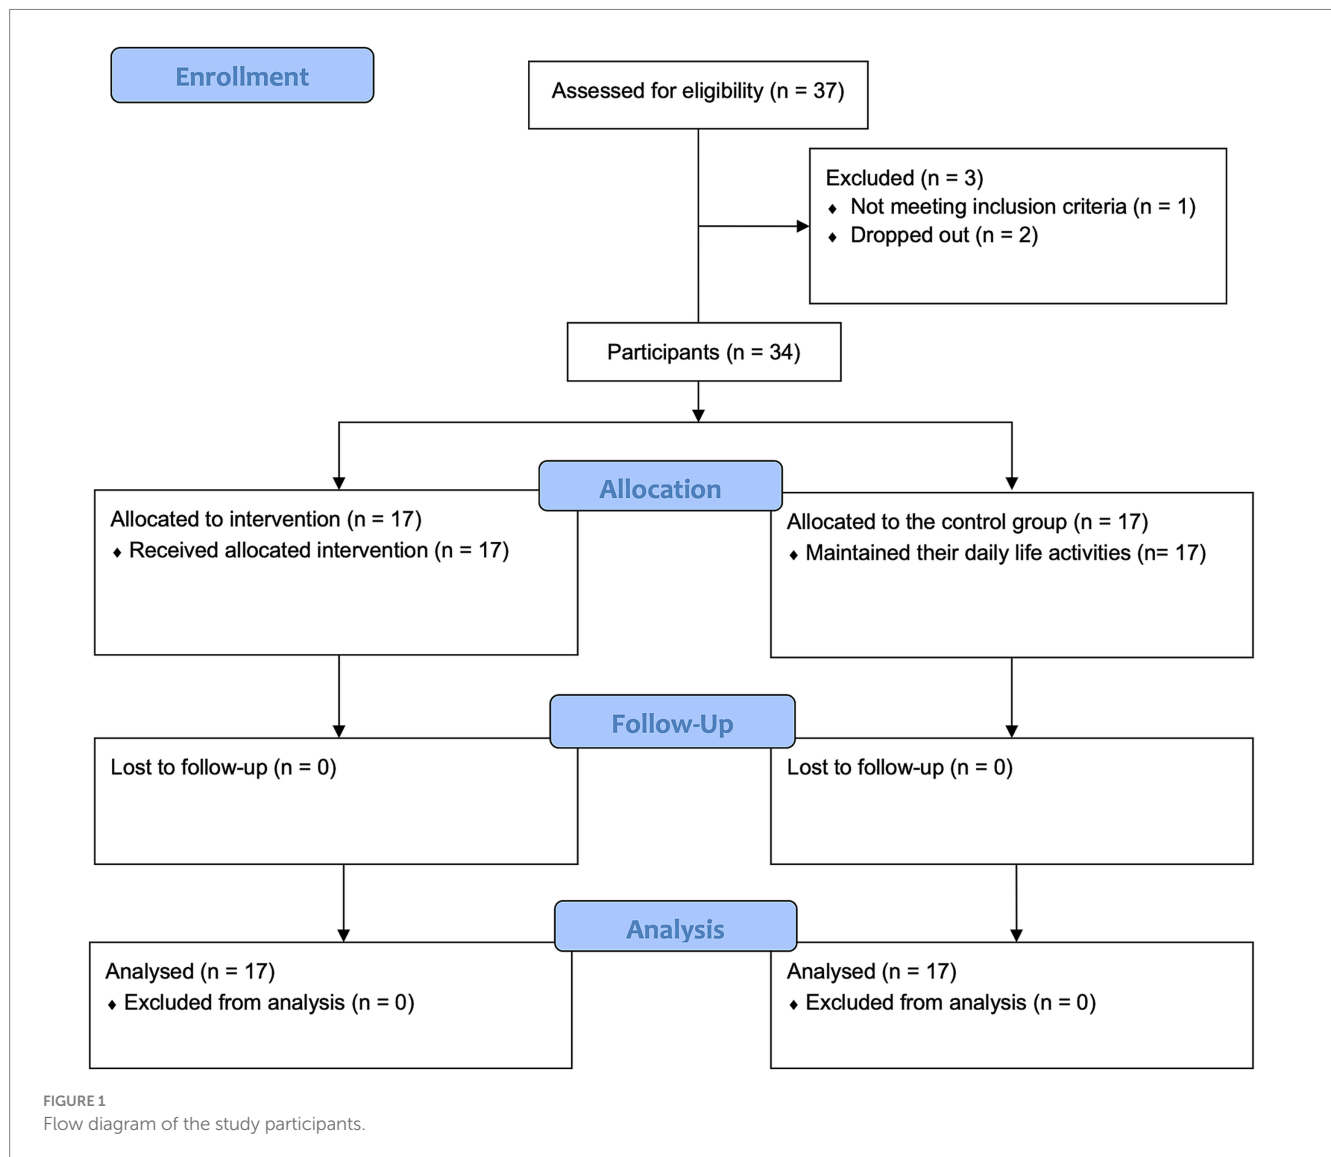 Enrollment
Assessed for eligibility (n = 37)
Excluded (n = 3)
♦ Not meeting inclusion criteria (n = 1)
♦ Dropped out (n = 2)
Participants (n = 34)
Allocation
Allocated to intervention (n = 17)
♦ Received allocated intervention (n = 17)
Allocated to the control group (n = 17)
♦ Maintained their daily life activities (n= 17)
Follow-Up
Lost to follow-up (n = 0)
Lost to follow-up (n = 0)
Analysis
Analysed (n = 17)
♦ Excluded from analysis (n = 0)
Analysed (n = 17)
♦ Excluded from analysis (n = 0)
FIGURE 1
Flow diagram of the study participants.